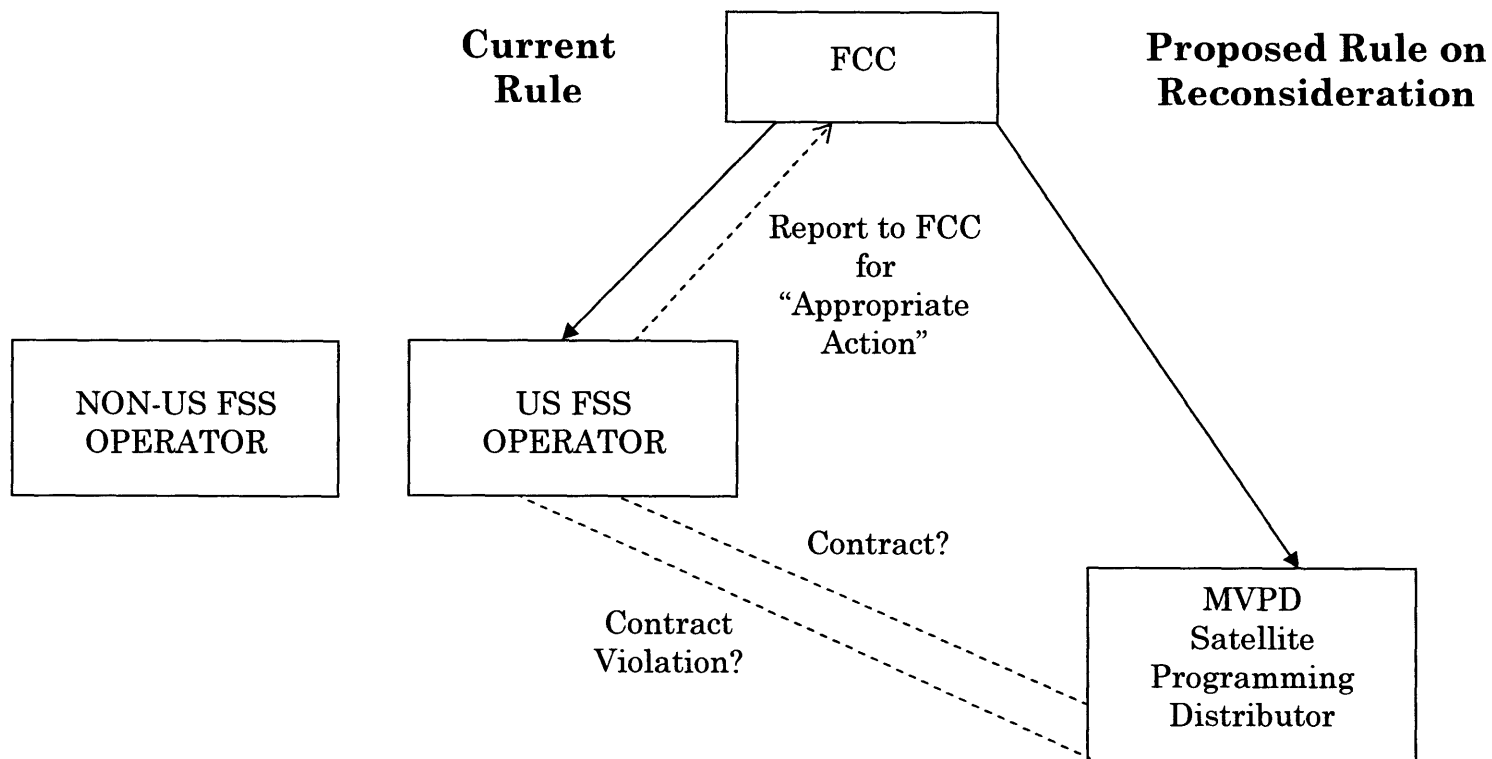 Current
Rule
FCC
Proposed Rule on
Reconsideration
Report to FCC
for
“Appropriate
Action”
NON-US FSS
OPERATOR
US FSS
OPERATOR
Contract?
Contract
Violation?
MVPD
Satellite
Programming
Distributor